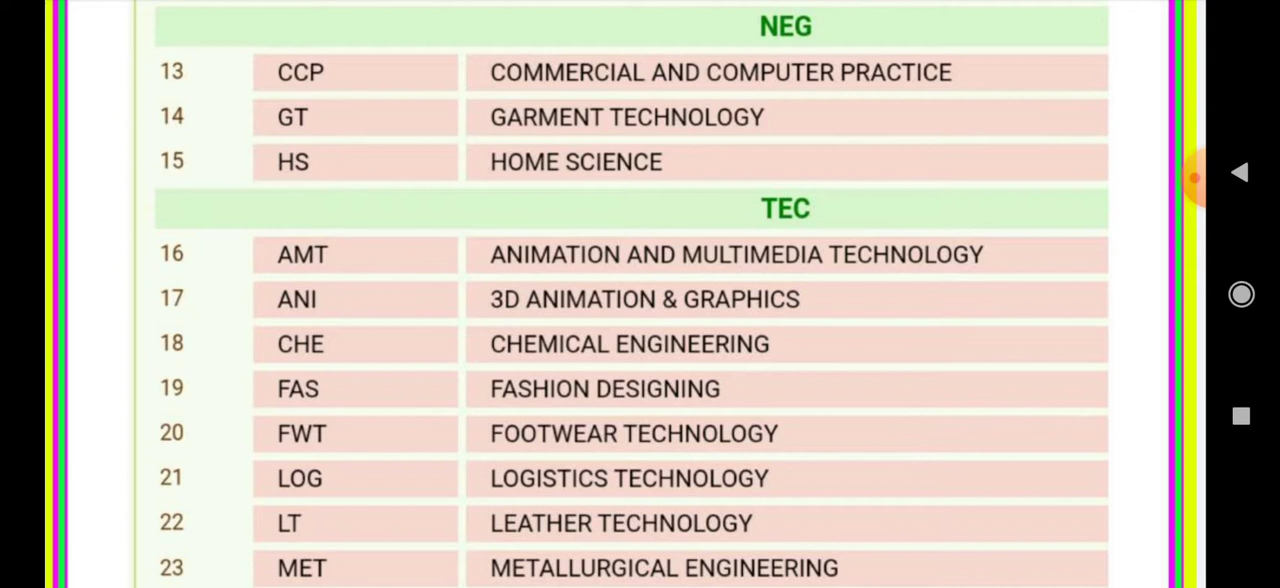 NEG
13 CCP COMMERCIAL AND COMPUTER PRACTICE
14 GT GARMENT TECHNOLOGY
15 HS HOME SCIENCE
TEC
16 AMT ANIMATION AND MULTIMEDIA TECHNOLOGY
17 ANI 3D ANIMATION & GRAPHICS
18 CHE CHEMICAL ENGINEERING
19 FAS FASHION DESIGNING
20 FWT FOOTWEAR TECHNOLOGY
21 LOG LOGISTICS TECHNOLOGY
22 LT LEATHER TECHNOLOGY
23 MET METALLURGICAL ENGINEERING